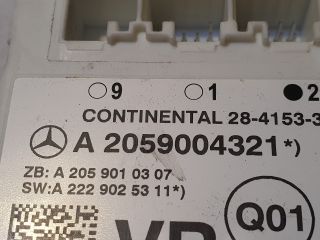 9 1 2
CONTINENTAL 28-4153-3
A 2059004321*)
ZB: A 205 901 03 07
SW: A 222 902 53 11*)
VP Q01